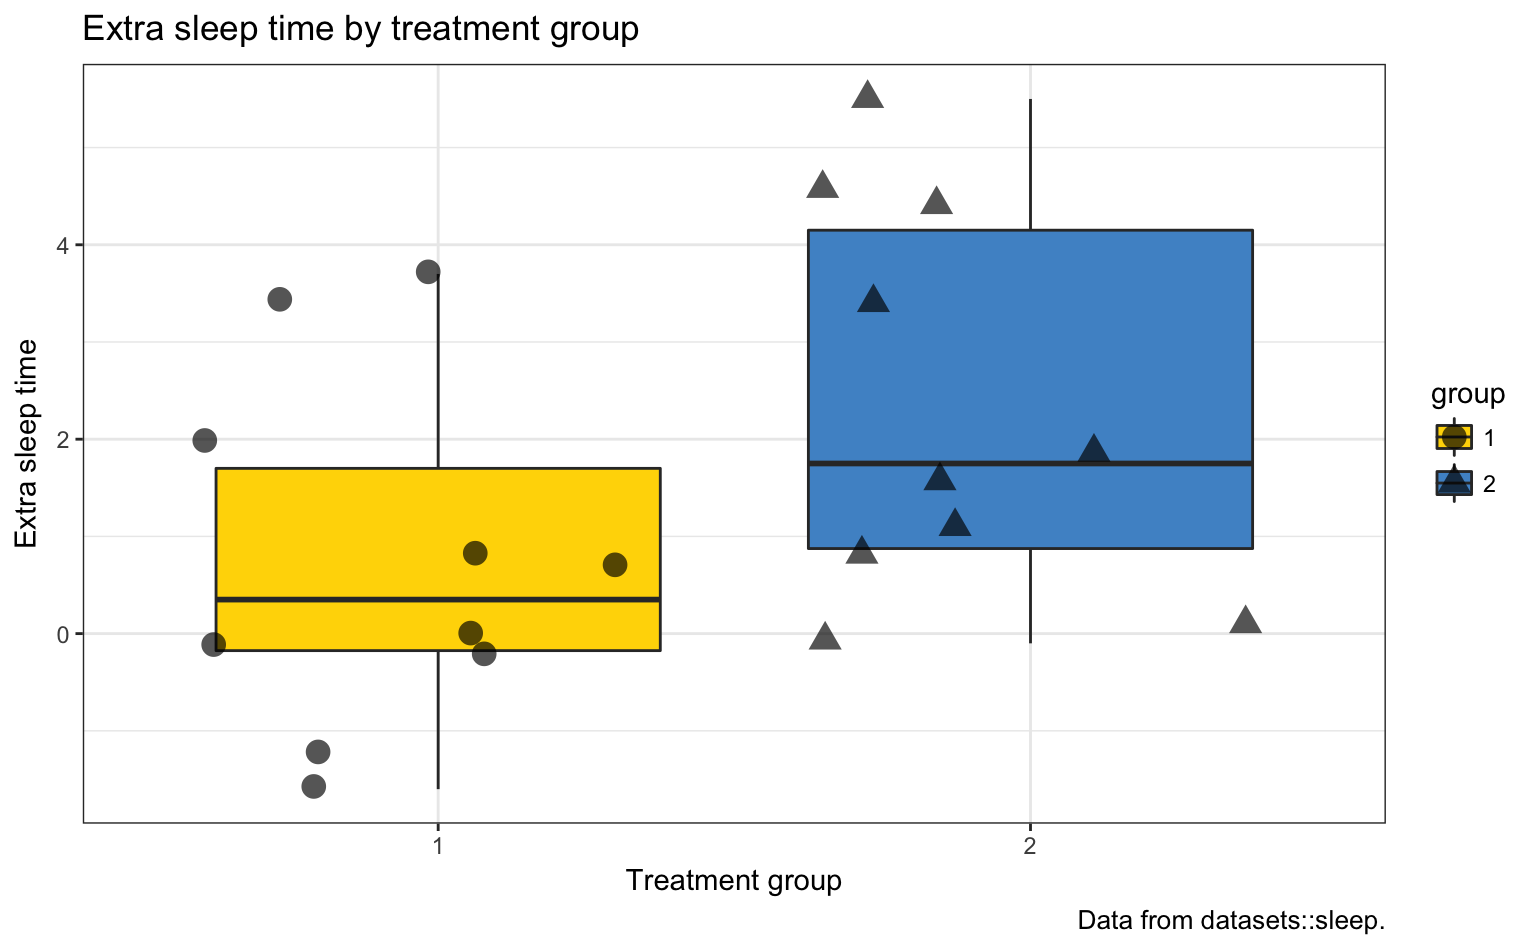 Extra sleep time by treatment group
Extra sleep time
4
2
0
1
2
Treatment group
group
1
2
Data from datasets::sleep.